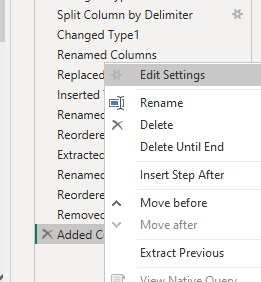 Split Column by Delimiter
Changed Type1
Renamed Columns
Replaced
Edit Settings
Inserted
Rename
Renamed
Delete
Reordere
Delete Until End
Extracted
Insert Step After
Renamed
Reordere
Move before
Removed
Move after
Added C
Extract Previous
View Native Query